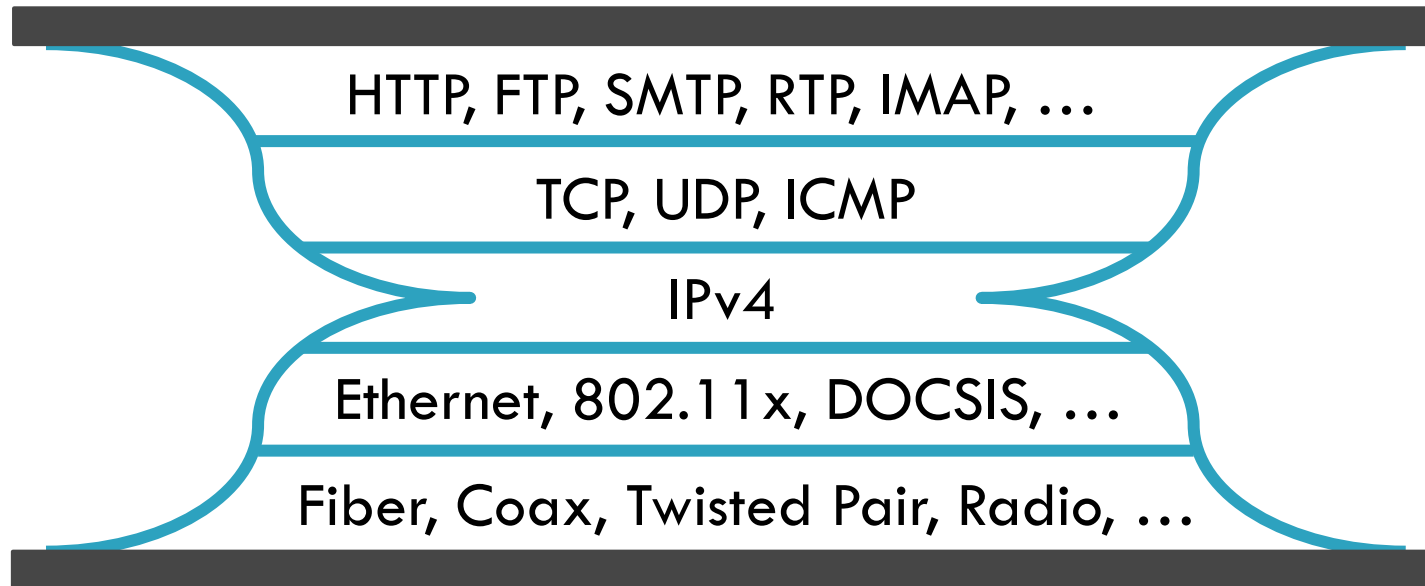 HTTP, FTP, SMTP, RTP, IMAP, …
TCP, UDP, ICMP
IPv4
Ethernet, 802.11x, DOCSIS, …
Fiber, Coax, Twisted Pair, Radio, …